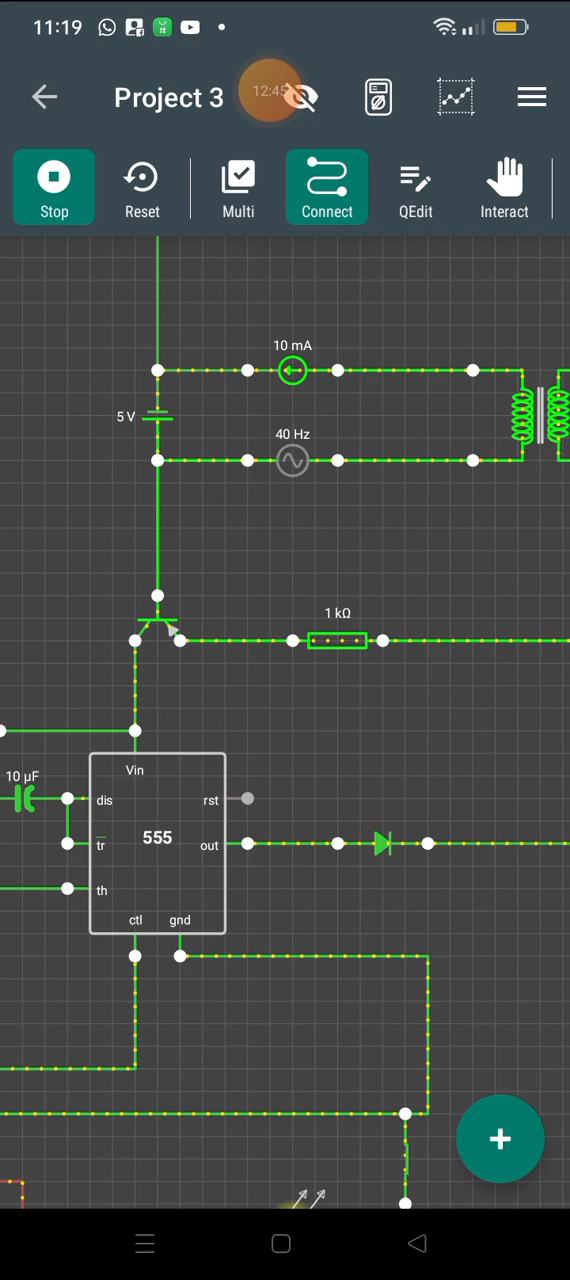 11:19
Project 3
12:45
Stop
Reset
Multi
Connect
QEdit
Interact
10 mA
5 V
40 Hz
1 kΩ
10 µF
Vin
dis
rst
tr
555
out
th
ctl
gnd